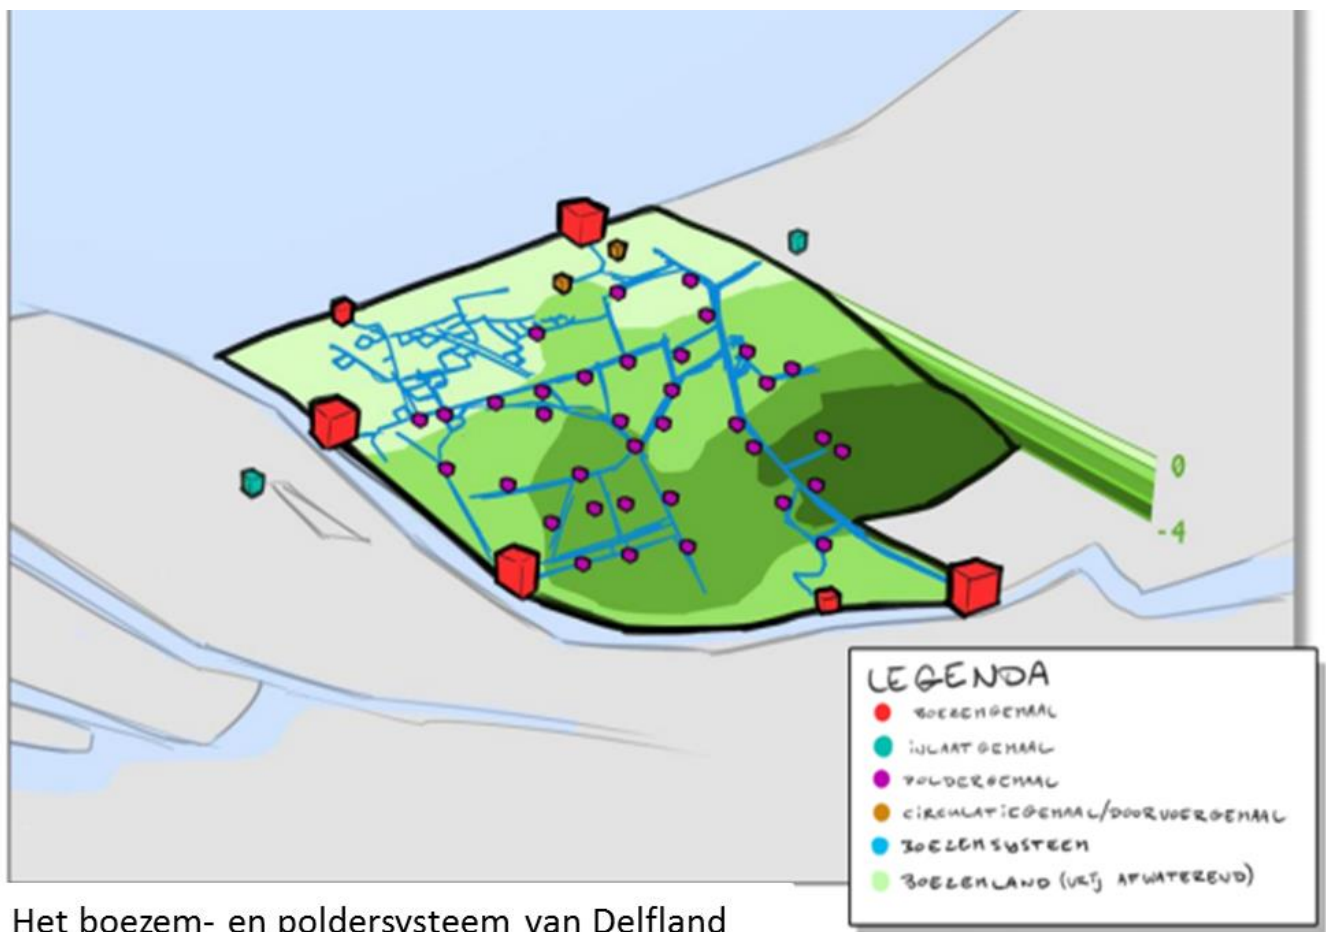 0
-4
LEGENDA
BOEZEMGEMAAL
INLAATGEMAAL
POLDERGEMAAL
CIRCULATIEGEMAAL/DOORVOERGEMAAL
BOEZEMSYSTEEM
BOEZEMLAND (VRIJ AFWATEREND)
Het boezem- en poldersysteem van Delfland